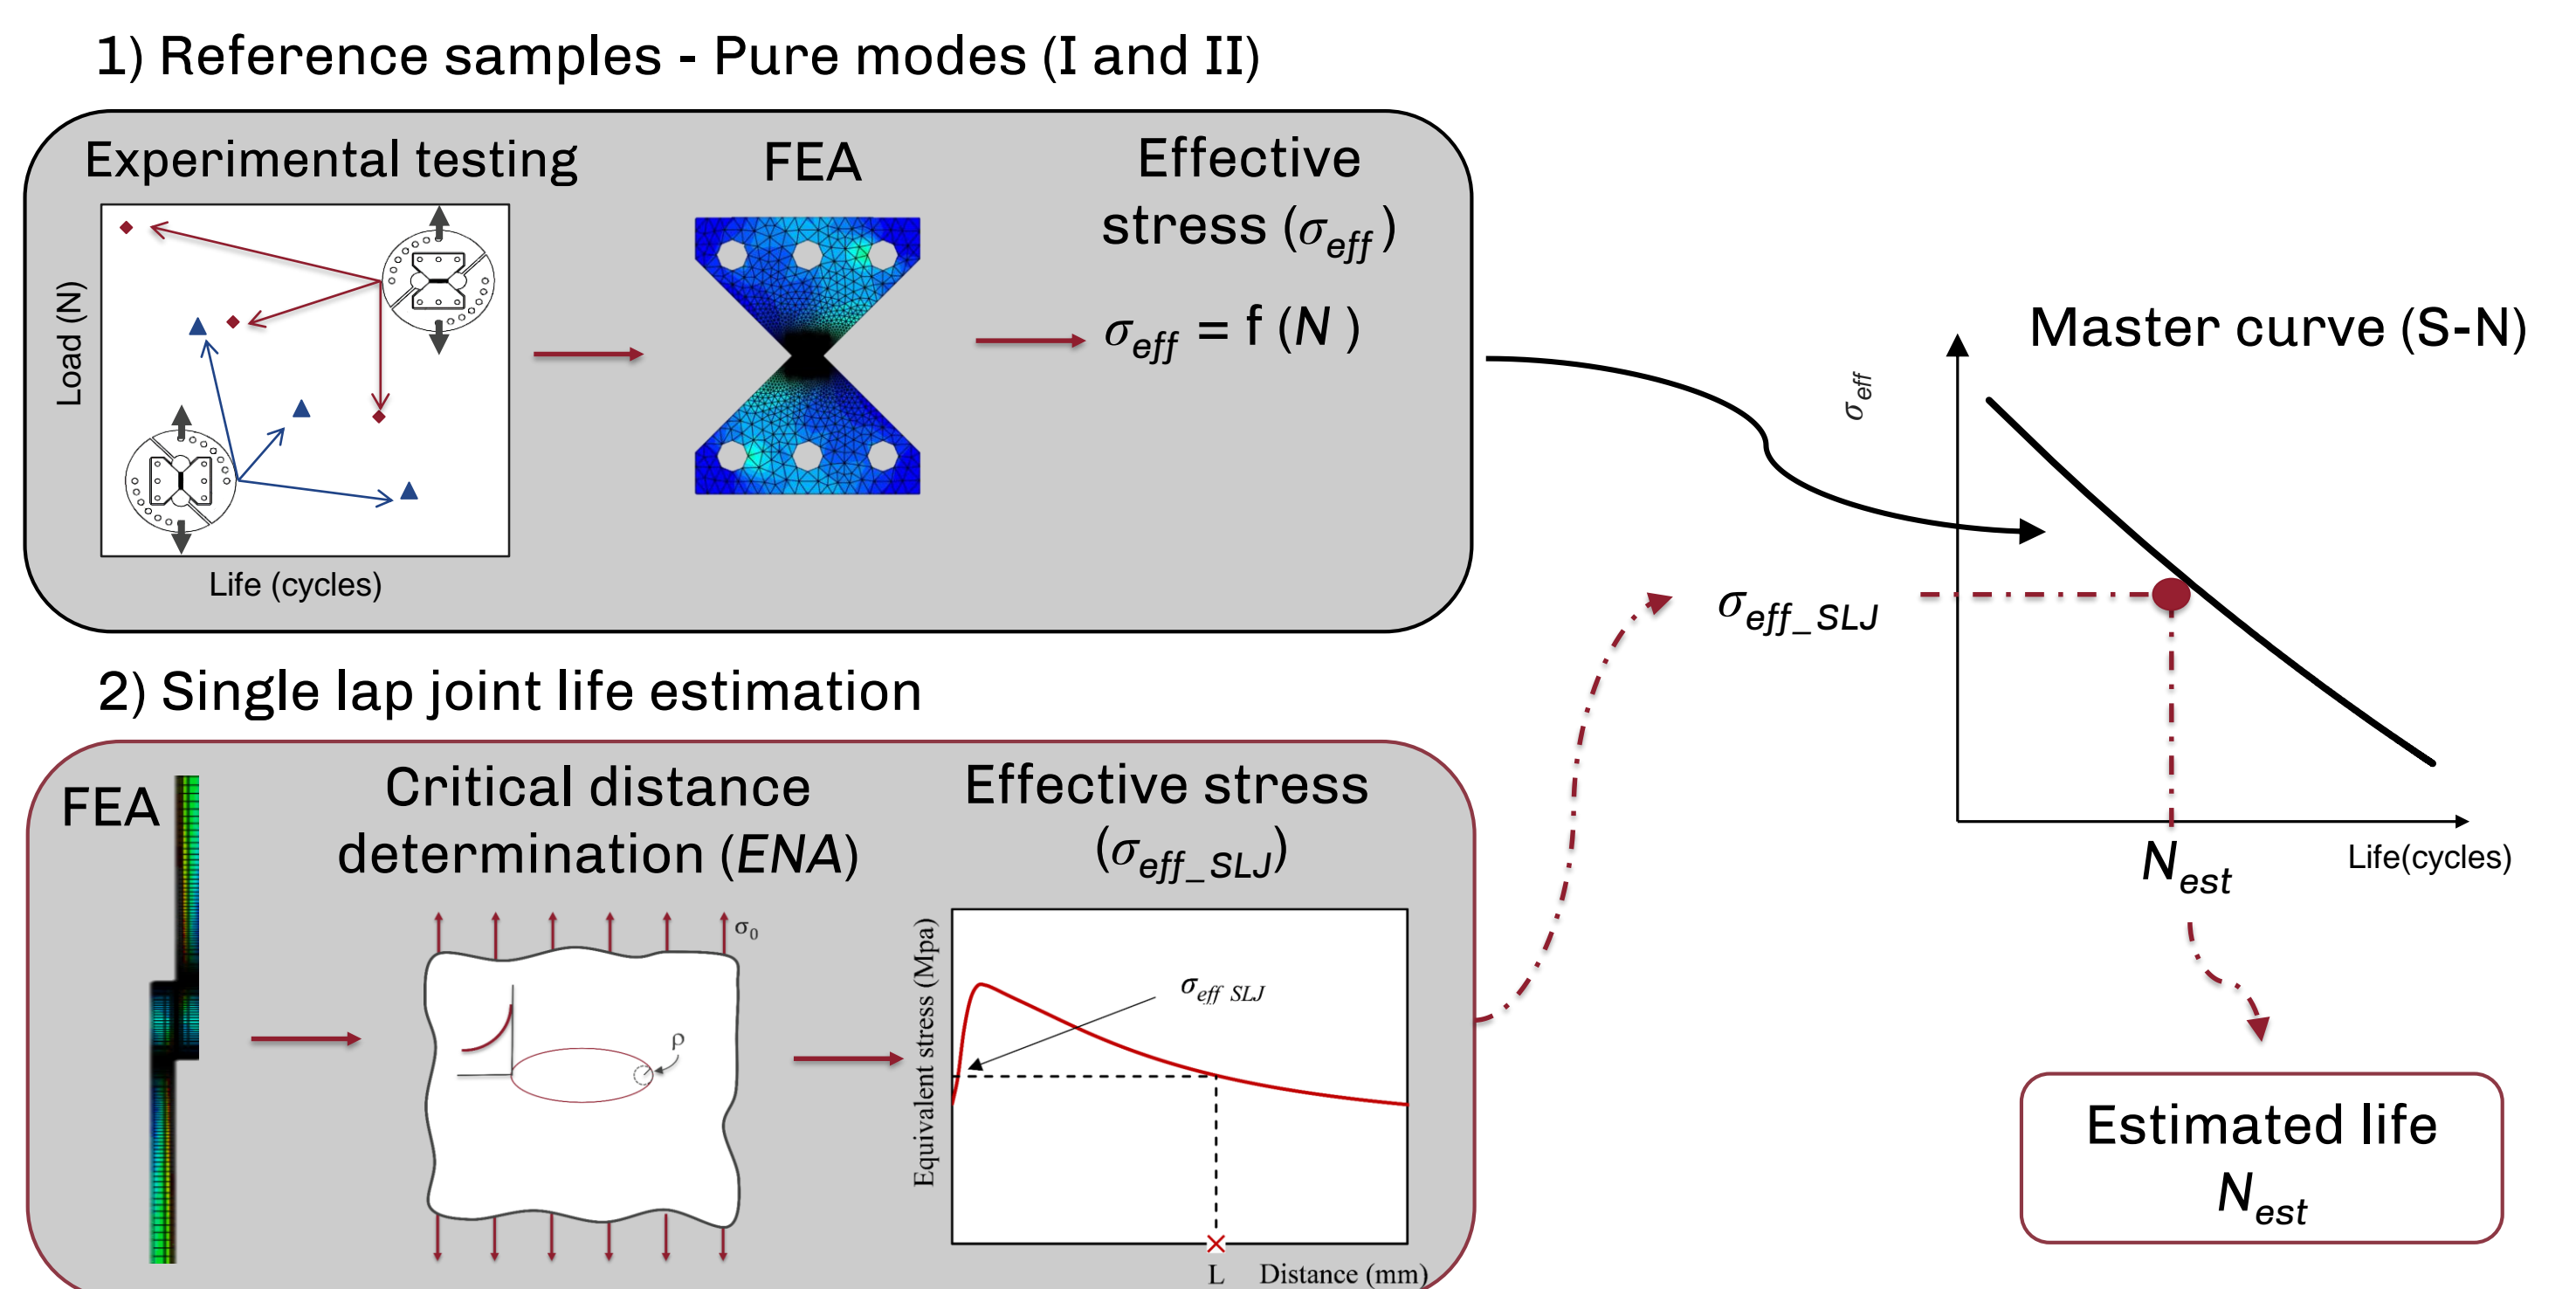 1) Reference samples - Pure modes (I and II)
Experimental testing
Load (N)
Life (cycles)
FEA
Effective
stress (σeff)
σeff = f (N)
Master curve (S-N)
σeff
σeff_SLJ
Nest
Life(cycles)
2) Single lap joint life estimation
FEA
Critical distance
determination (ENA)
σ0
ρ
Effective stress
(σeff_SLJ)
Equivalent stress (Mpa)
σeff SLJ
L
Distance (mm)
Estimated life
Nest